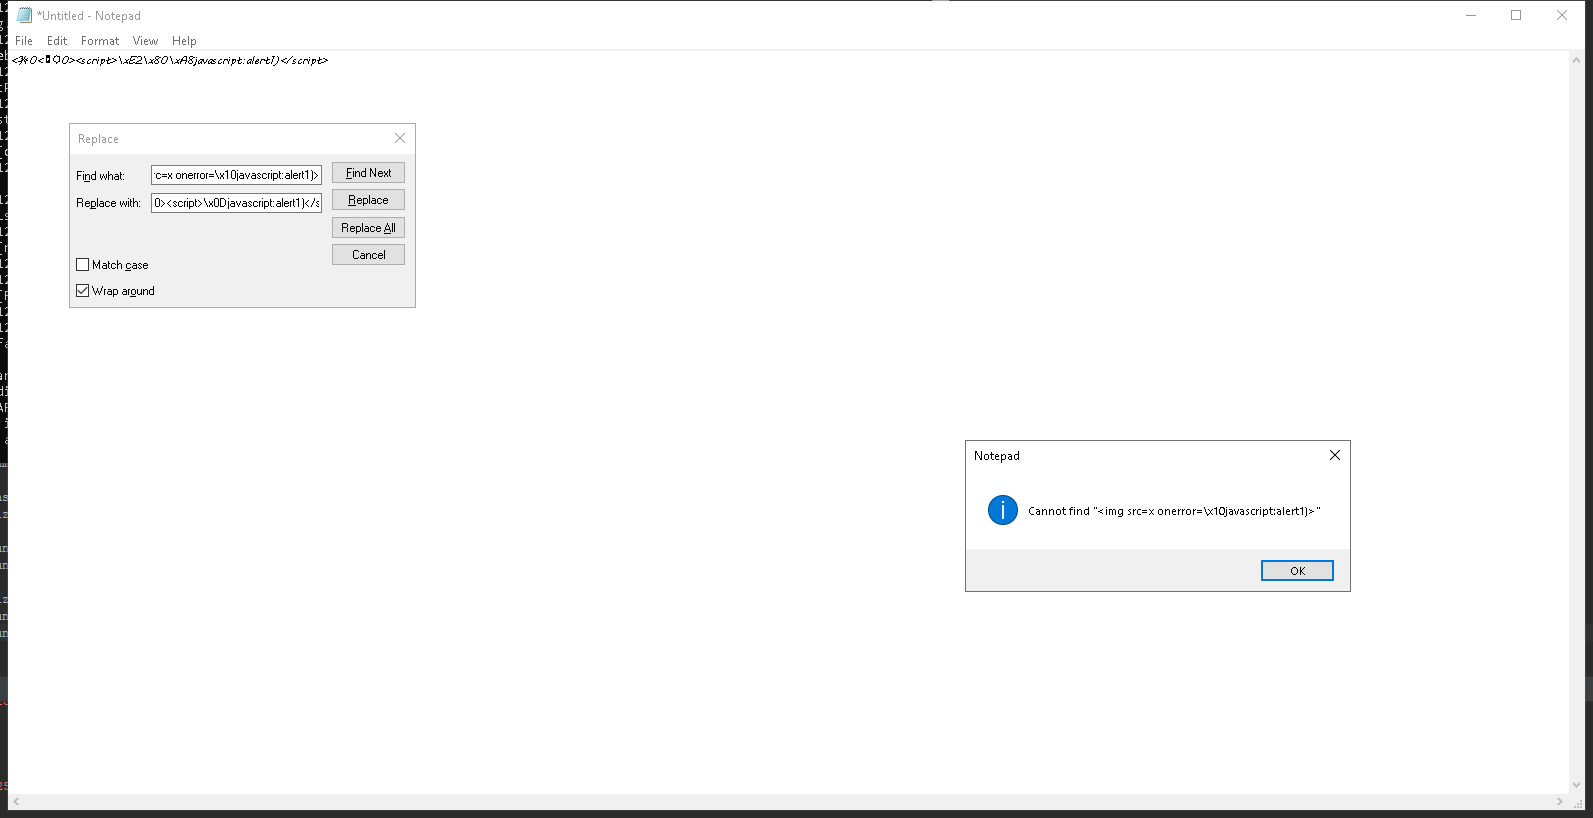 *Untitled - Notepad
File Edit Format View Help
><script>\xE2\x80\xA8javascript:alert1)</script>
Replace
Find what: c=x onerror=\x10javascript:alert1)> Find Next
Replace with: 0><script>\x0Djavascript:alert1)</s Replace
Replace All
Cancel
Match case
Wrap around
Notepad
Cannot find "<img src=x onerror=\x10javascript:alert1)>"
OK